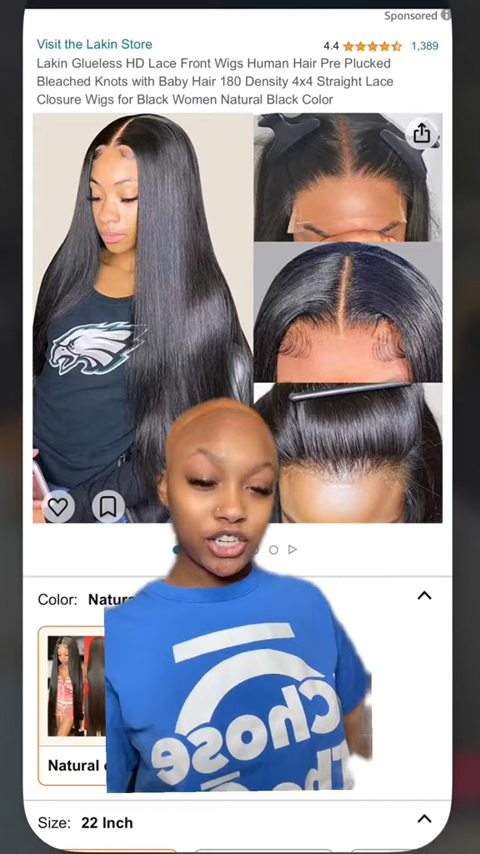 Sponsored
Visit the Lakin Store
4.4
1,389
Lakin Glueless HD Lace Front Wigs Human Hair Pre Plucked
Bleached Knots with Baby Hair 180 Density 4x4 Straight Lace
Closure Wigs for Black Women Natural Black Color
Color:
Chose
Natural
Size: 22 Inch